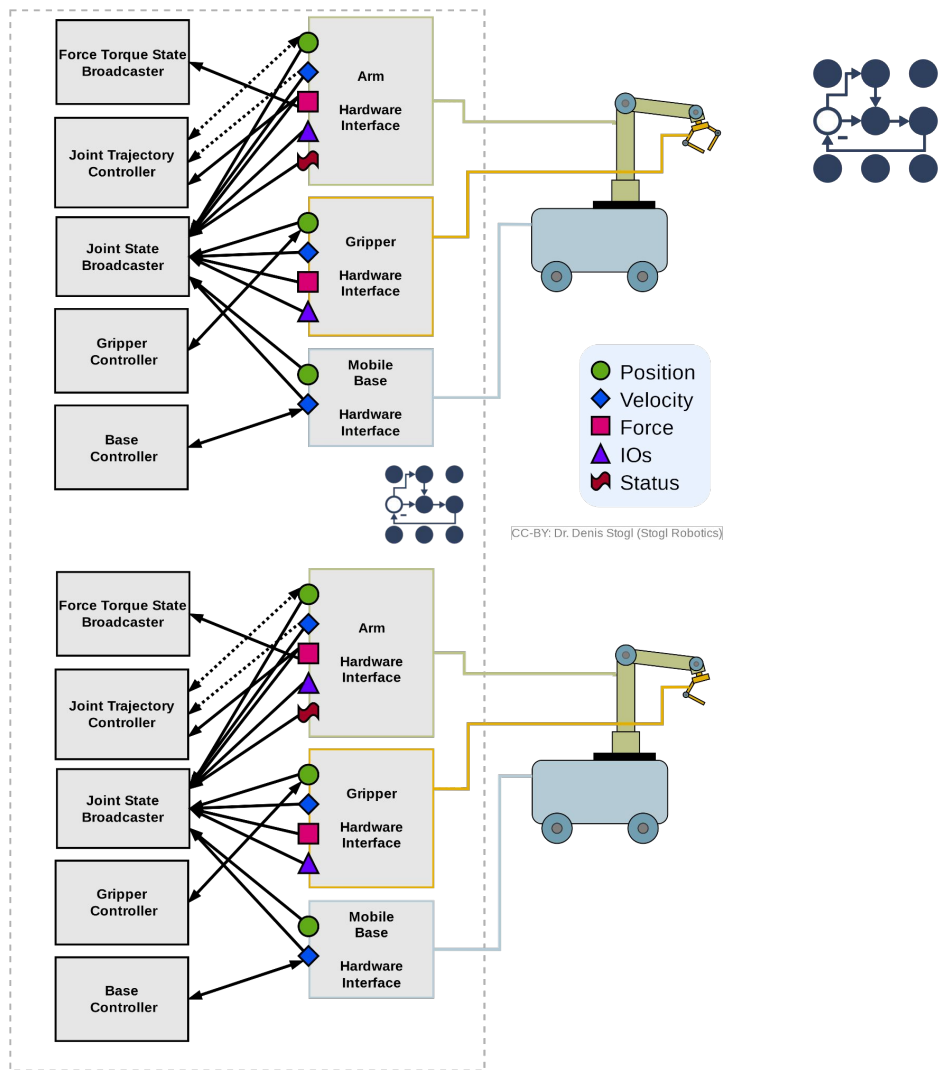 Force Torque State
Broadcaster
Joint Trajectory
Controller
Joint State
Broadcaster
Gripper
Controller
Base
Controller
Arm
Hardware
Interface
Gripper
Hardware
Interface
Mobile
Base
Hardware
Interface
Position
Velocity
Force
IOs
Status
CC-BY: Dr. Denis Stogl (Stogl Robotics)
Force Torque State
Broadcaster
Joint Trajectory
Controller
Joint State
Broadcaster
Gripper
Controller
Base
Controller
Arm
Hardware
Interface
Gripper
Hardware
Interface
Mobile
Base
Hardware
Interface